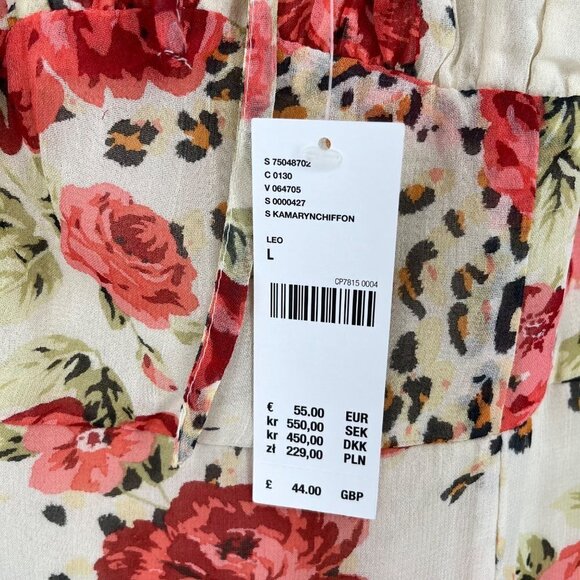 S 75048702
C 0130
V 064705
S 0000427
S KAMARYNCHIFFON
LEO
L
CP7815 0004
€ 55.00 EUR
kr 550,00 SEK
kr 450,00 DKK
zł 229,00 PLN
£ 44.00 GBP